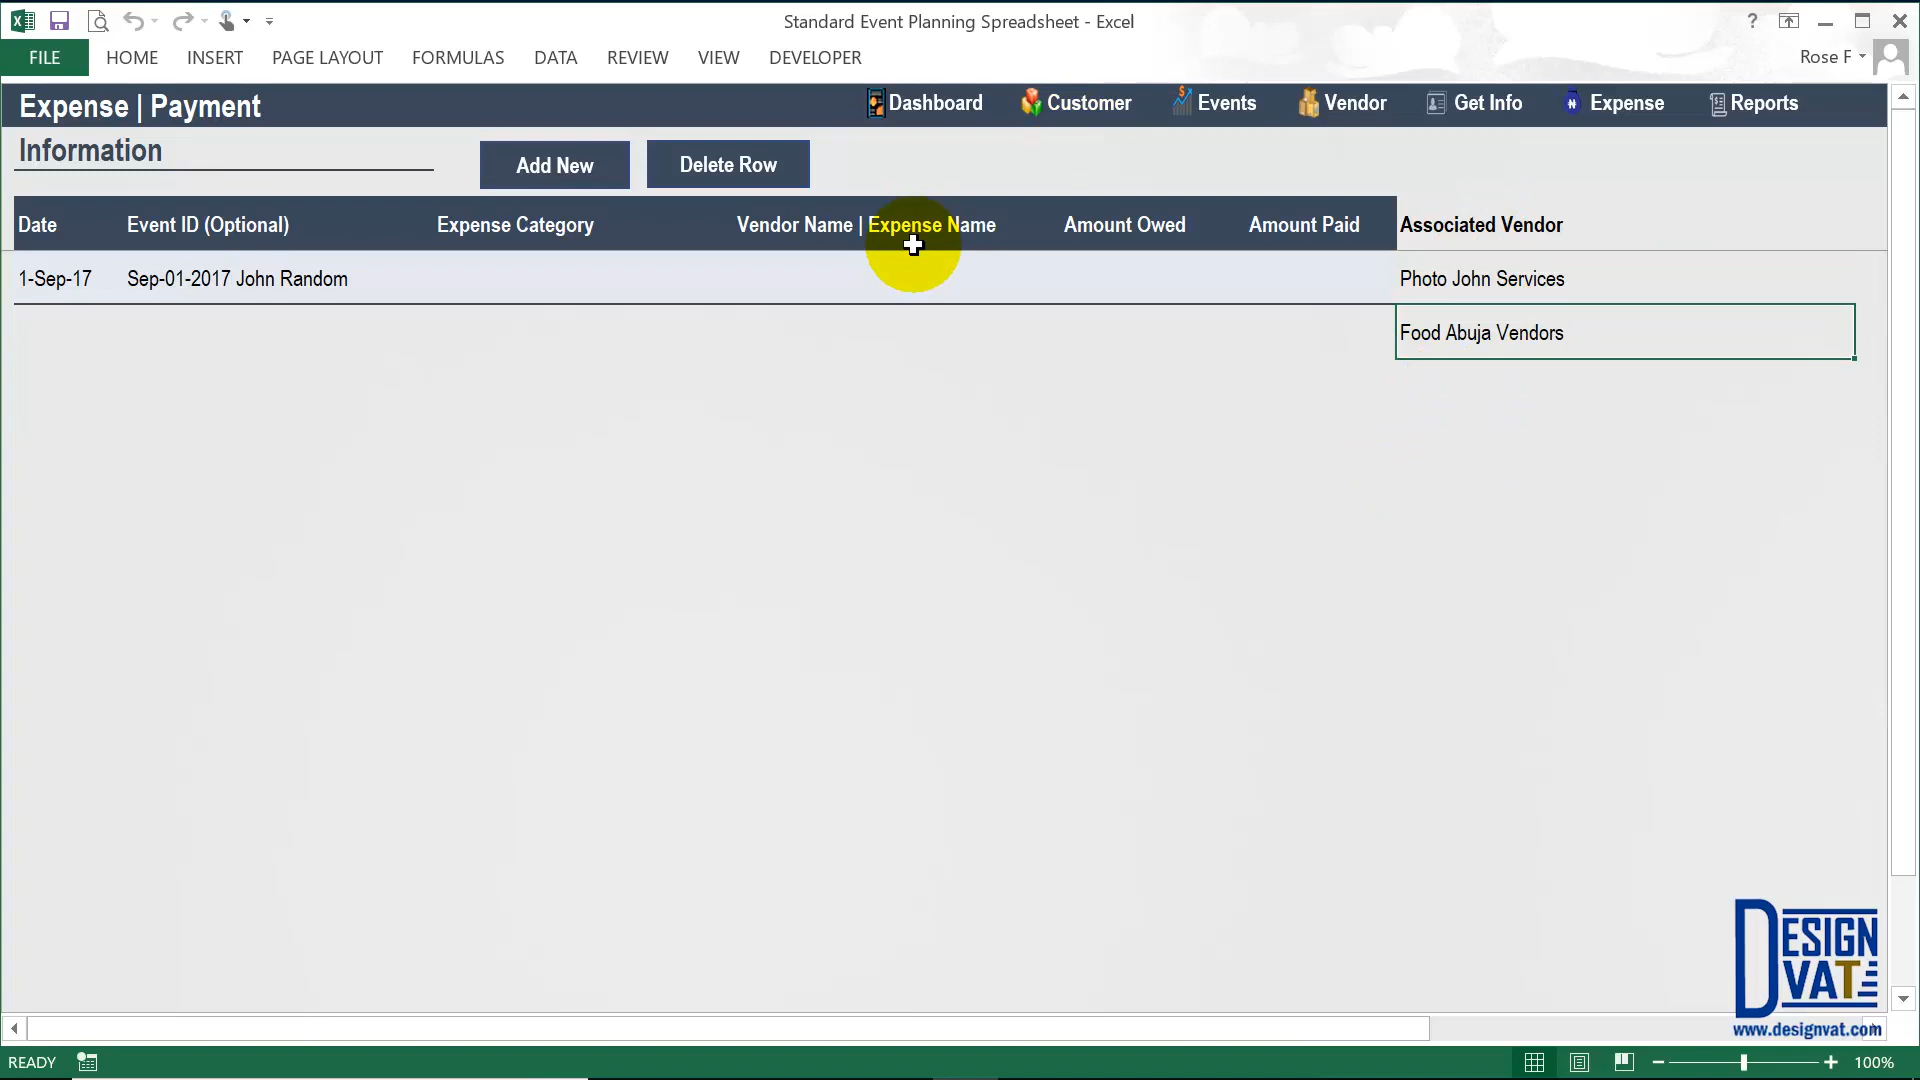 Standard Event Planning Spreadsheet - Excel
?
FILE HOME INSERT PAGE LAYOUT FORMULAS DATA REVIEW VIEW DEVELOPER Rose F
Expense | Payment Dashboard Customer Events Vendor Get Info Expense Reports
Information Add New Delete Row
Date Event ID (Optional) Expense Category Vendor Name | Expense Name Amount Owed Amount Paid Associated Vendor
1-Sep-17 Sep-01-2017 John Random Photo John Services
Food Abuja Vendors
DESIGN
VAT
www.designvat.com
READY 100%